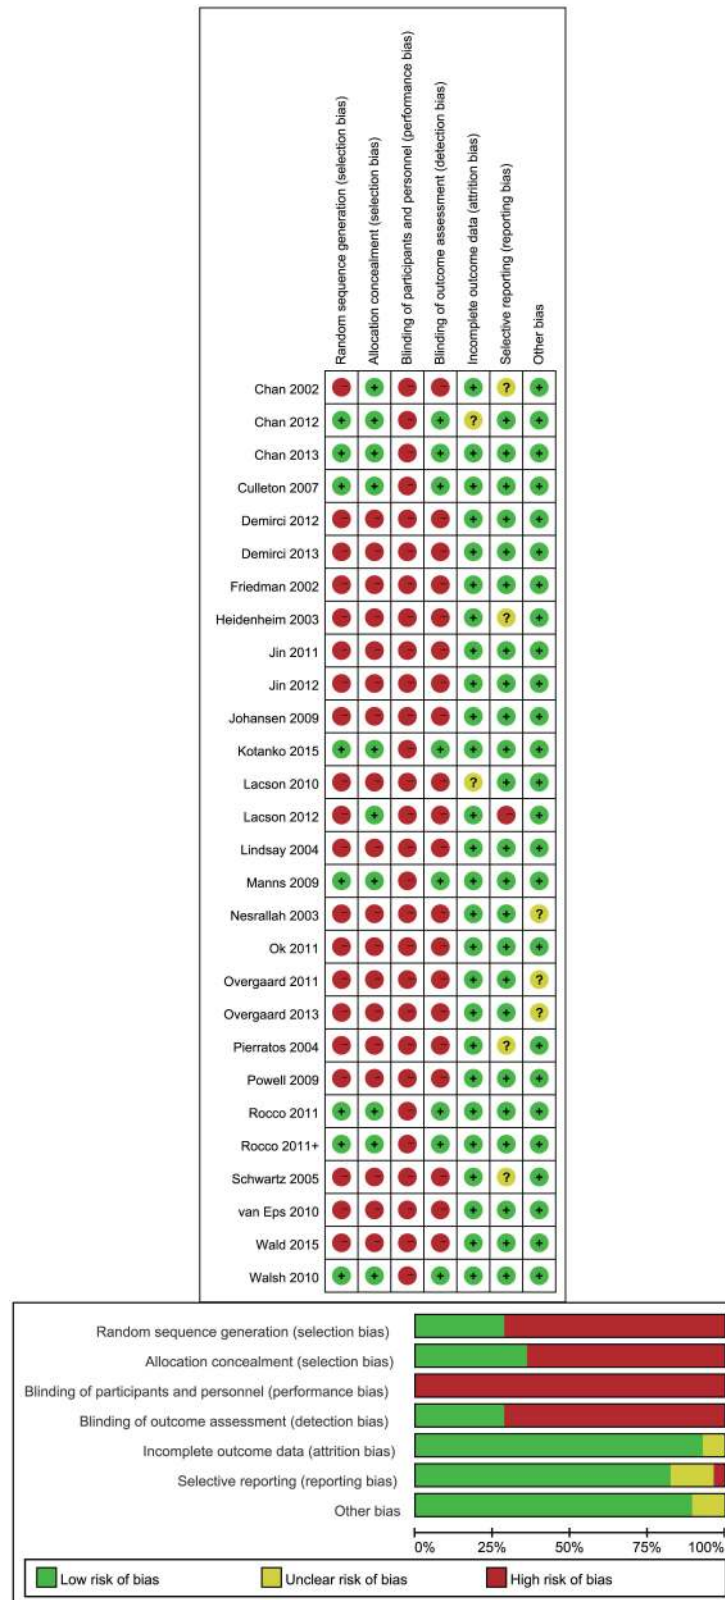 Random sequence generation (selection bias)
Allocation concealment (selection bias)
Blinding of participants and personnel (performance bias)
Blinding of outcome assessment (detection bias)
Incomplete outcome data (attrition bias)
Selective reporting (reporting bias)
Other bias
Chan 2002 - + - - + ? +
Chan 2012 + + - + ? + +
Chan 2013 + + - + + + +
Culleton 2007 + + - + + + +
Demirci 2012 - - - - + + +
Demirci 2013 - - - - + + +
Friedman 2002 - - - - + + +
Heidenheim 2003 - - - - + ? +
Jin 2011 - - - - + + +
Jin 2012 - - - - + + +
Johansen 2009 - - - - + + +
Kotanko 2015 + + - + + + +
Lacson 2010 - - - - ? + +
Lacson 2012 - + - - + - +
Lindsay 2004 - - - - + + +
Manns 2009 + + - + + + +
Nesrallah 2003 - - - - + + ?
Ok 2011 - - - - + + +
Overgaard 2011 - - - - + + ?
Overgaard 2013 - - - - + + ?
Pierratos 2004 - - - - + ? +
Powell 2009 - - - - + + +
Rocco 2011 + + - + + + +
Rocco 2011+ + + - + + + +
Schwartz 2005 - - - - + ? +
van Eps 2010 - - - - + + +
Wald 2015 - - - - + + +
Walsh 2010 + + - + + + +
Random sequence generation (selection bias)
Allocation concealment (selection bias)
Blinding of participants and personnel (performance bias)
Blinding of outcome assessment (detection bias)
Incomplete outcome data (attrition bias)
Selective reporting (reporting bias)
Other bias
0% 25% 50% 75% 100%
Low risk of bias Unclear risk of bias High risk of bias